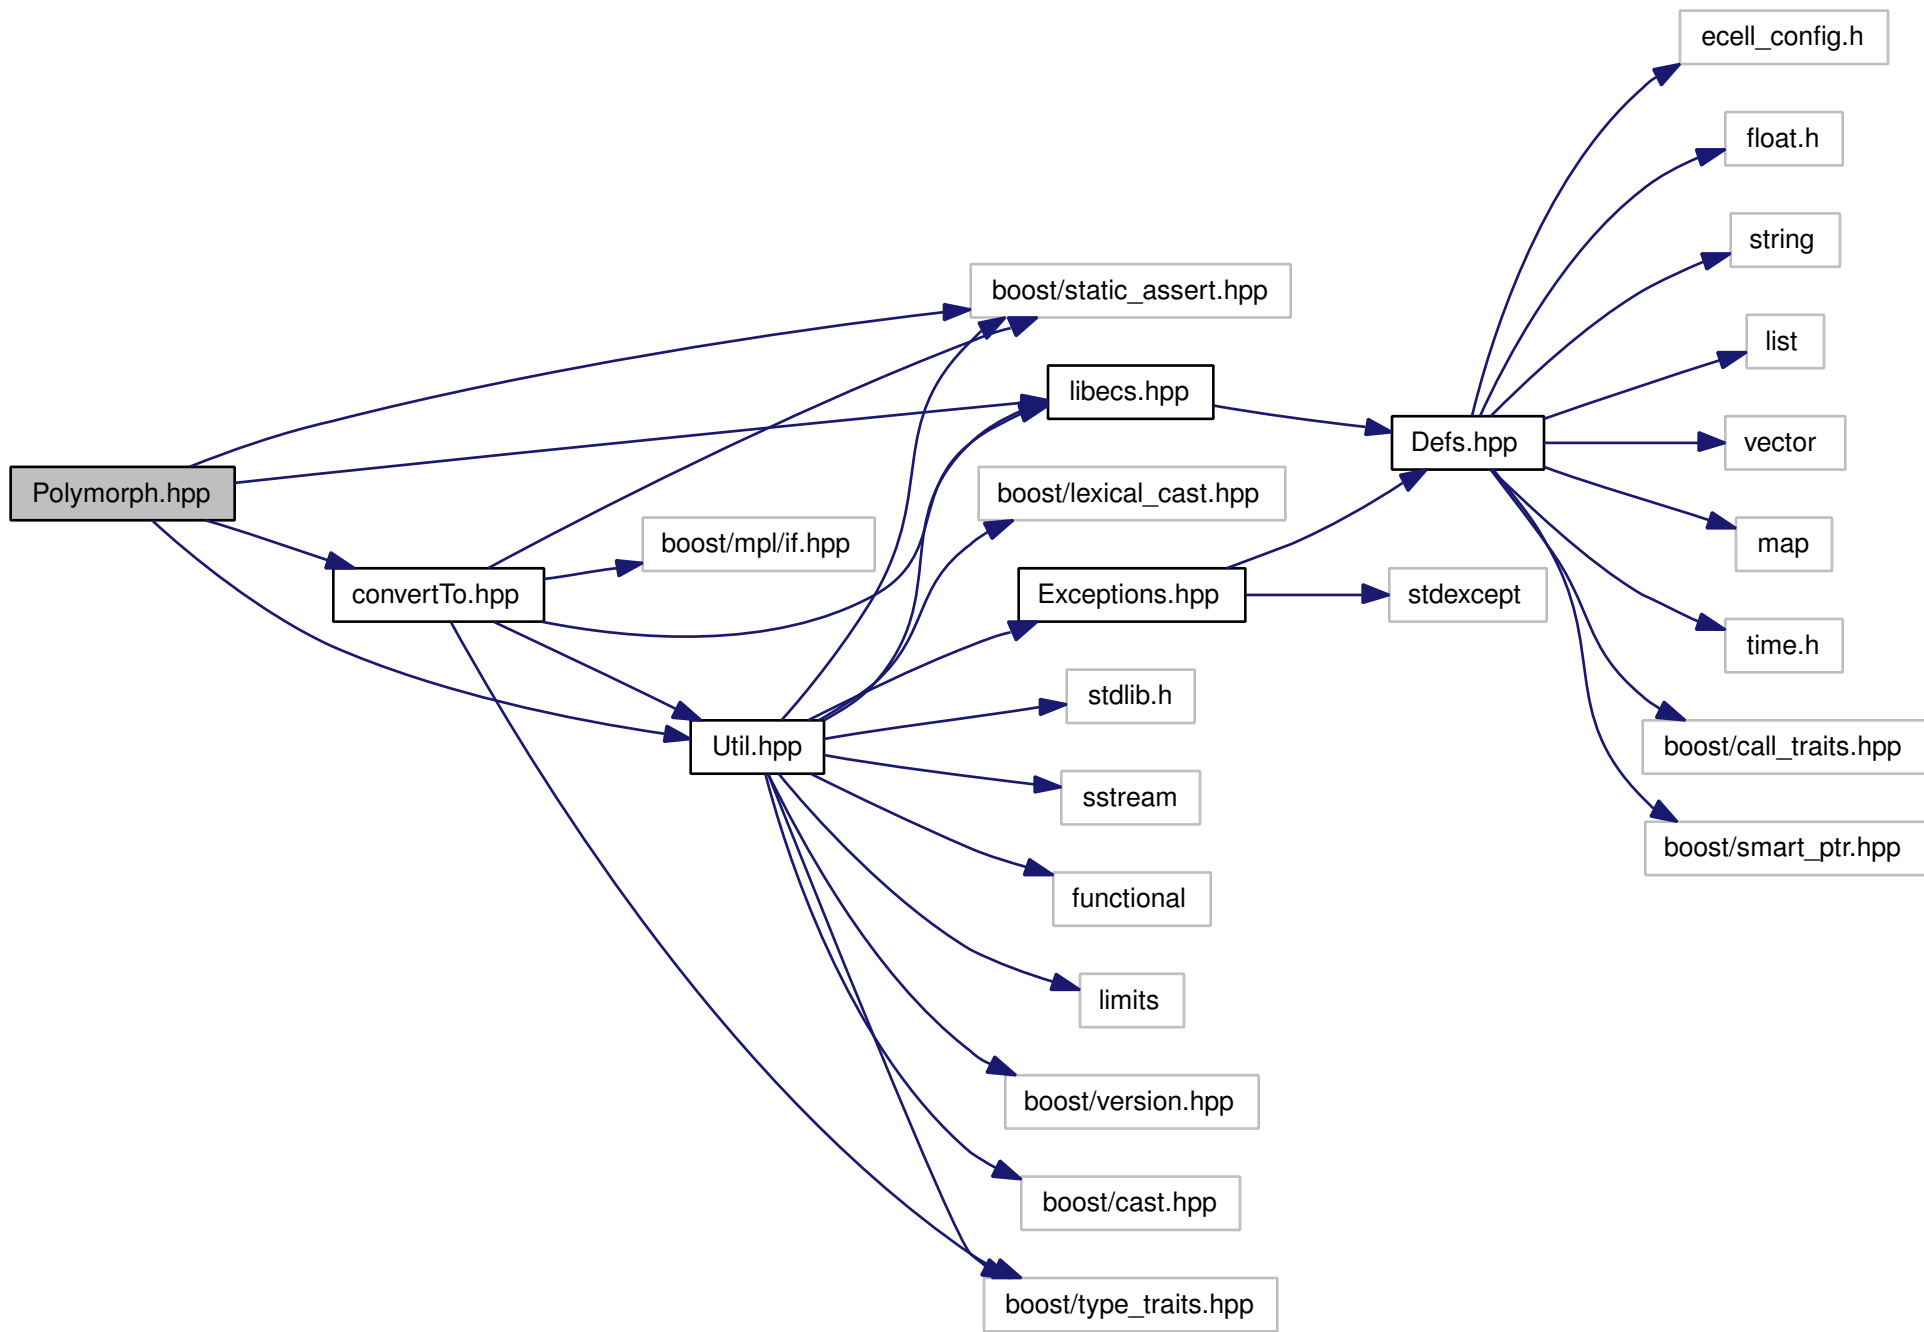 ecell_config.h
float.h
string
boost/static_assert.hpp
list
libecs.hpp
Defs.hpp
vector
Polymorph.hpp
boost/lexical_cast.hpp
boost/mpl/if.hpp
map
convertTo.hpp
Exceptions.hpp
stdexcept
time.h
stdlib.h
Util.hpp
boost/call_traits.hpp
sstream
boost/smart_ptr.hpp
functional
limits
boost/version.hpp
boost/cast.hpp
boost/type_traits.hpp